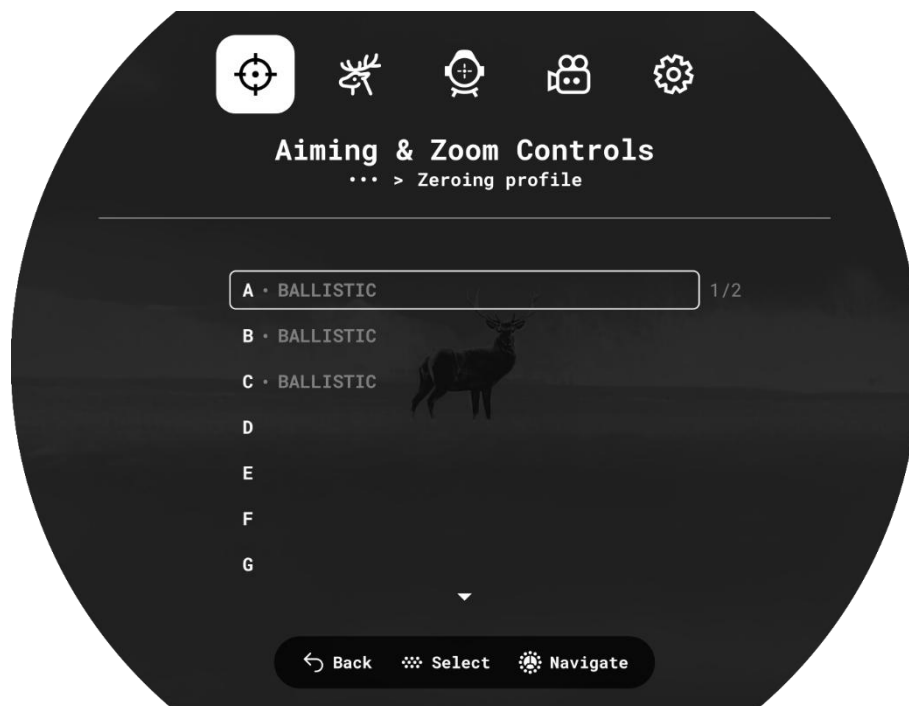 Aiming & Zoom Controls
••• > Zeroing profile
A • BALLISTIC 1/2
B • BALLISTIC
C • BALLISTIC
D
E
F
G
Back Select Navigate